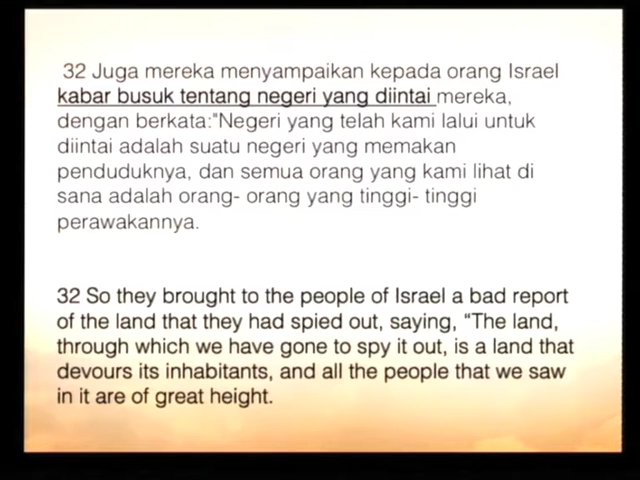 32 Juga mereka menyampaikan kepada orang Israel
kabar busuk tentang negeri yang diintai mereka,
dengan berkata:"Negeri yang telah kami lalui untuk
diintai adalah suatu negeri yang memakan
penduduknya, dan semua orang yang kami lihat di
sana adalah orang- orang yang tinggi- tinggi
perawakannya.
32 So they brought to the people of Israel a bad report
of the land that they had spied out, saying, “The land,
through which we have gone to spy it out, is a land that
devours its inhabitants, and all the people that we saw
in it are of great height.